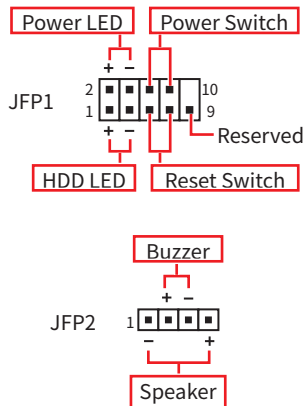 Power LED Power Switch
+ −
2 10
JFP1
1 9
+ − Reserved
HDD LED Reset Switch
Buzzer
+ −
JFP2 1
− +
Speaker